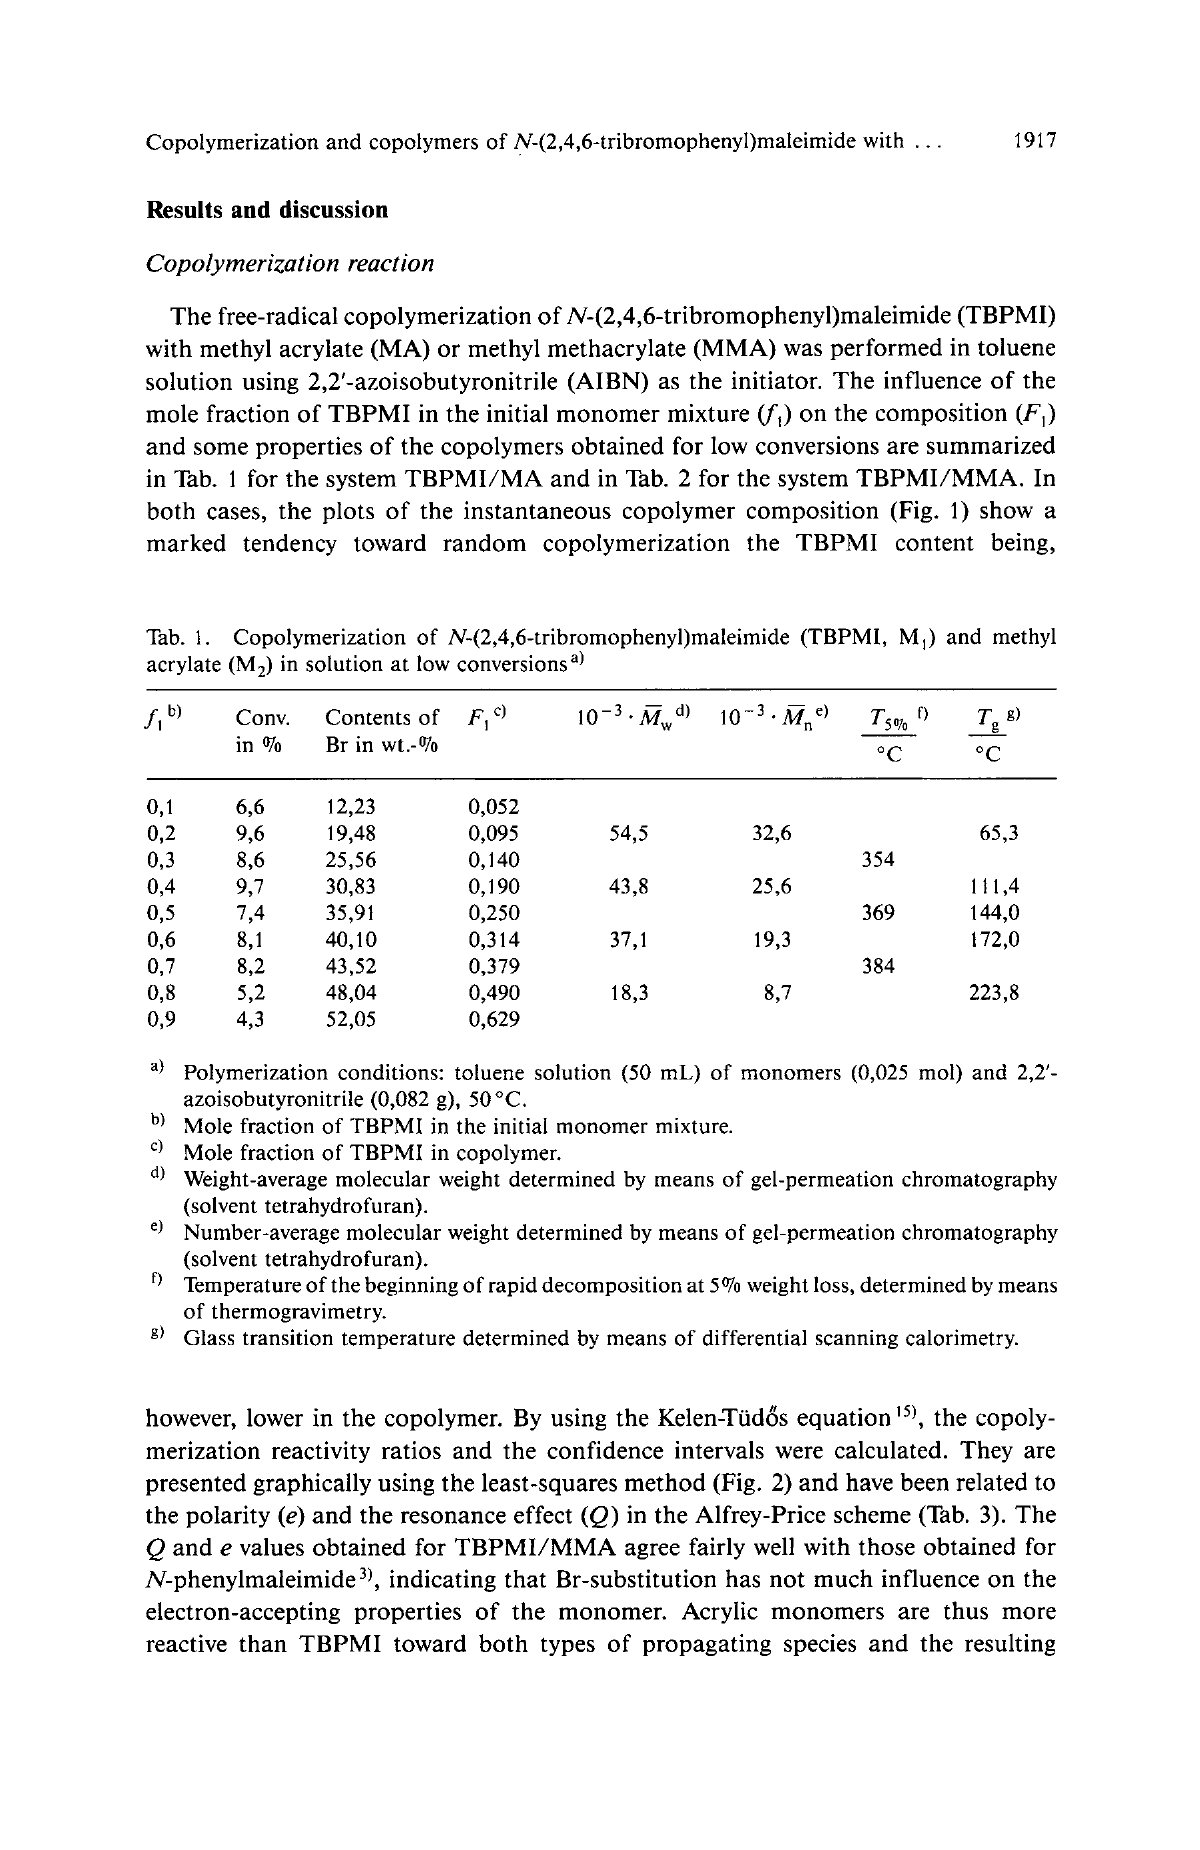 Copolymerization and copolymers of N-(2,4,6-tribromophenyl)maleimide with ... 1917
Results and discussion
Copolymerization reaction
The free-radical copolymerization of N-(2,4,6-tribromophenyl)maleimide (TBPMI)
with methyl acrylate (MA) or methyl methacrylate (MMA) was performed in toluene
solution using 2,2′-azoisobutyronitrile (AIBN) as the initiator. The influence of the
mole fraction of TBPMI in the initial monomer mixture (f₁) on the composition (F₁)
and some properties of the copolymers obtained for low conversions are summarized
in Tab. 1 for the system TBPMI/MA and in Tab. 2 for the system TBPMI/MMA. In
both cases, the plots of the instantaneous copolymer composition (Fig. 1) show a
marked tendency toward random copolymerization the TBPMI content being,
Tab. 1. Copolymerization of N-(2,4,6-tribromophenyl)maleimide (TBPMI, M₁) and methyl
acrylate (M₂) in solution at low conversions a)
f₁ b) Conv. Contents of F₁ c) 10⁻³ · M̅w d) 10⁻³ · M̅n e) T5% f) Tg g)
in % Br in wt.-% °C °C
0,1 6,6 12,23 0,052
0,2 9,6 19,48 0,095 54,5 32,6 65,3
0,3 8,6 25,56 0,140 354
0,4 9,7 30,83 0,190 43,8 25,6 111,4
0,5 7,4 35,91 0,250 369 144,0
0,6 8,1 40,10 0,314 37,1 19,3 172,0
0,7 8,2 43,52 0,379 384
0,8 5,2 48,04 0,490 18,3 8,7 223,8
0,9 4,3 52,05 0,629
a) Polymerization conditions: toluene solution (50 mL) of monomers (0,025 mol) and 2,2′-
azoisobutyronitrile (0,082 g), 50 °C.
b) Mole fraction of TBPMI in the initial monomer mixture.
c) Mole fraction of TBPMI in copolymer.
d) Weight-average molecular weight determined by means of gel-permeation chromatography
(solvent tetrahydrofuran).
e) Number-average molecular weight determined by means of gel-permeation chromatography
(solvent tetrahydrofuran).
f) Temperature of the beginning of rapid decomposition at 5% weight loss, determined by means
of thermogravimetry.
g) Glass transition temperature determined by means of differential scanning calorimetry.
however, lower in the copolymer. By using the Kelen-Tüdős equation 15), the copoly-
merization reactivity ratios and the confidence intervals were calculated. They are
presented graphically using the least-squares method (Fig. 2) and have been related to
the polarity (e) and the resonance effect (Q) in the Alfrey-Price scheme (Tab. 3). The
Q and e values obtained for TBPMI/MMA agree fairly well with those obtained for
N-phenylmaleimide 3), indicating that Br-substitution has not much influence on the
electron-accepting properties of the monomer. Acrylic monomers are thus more
reactive than TBPMI toward both types of propagating species and the resulting